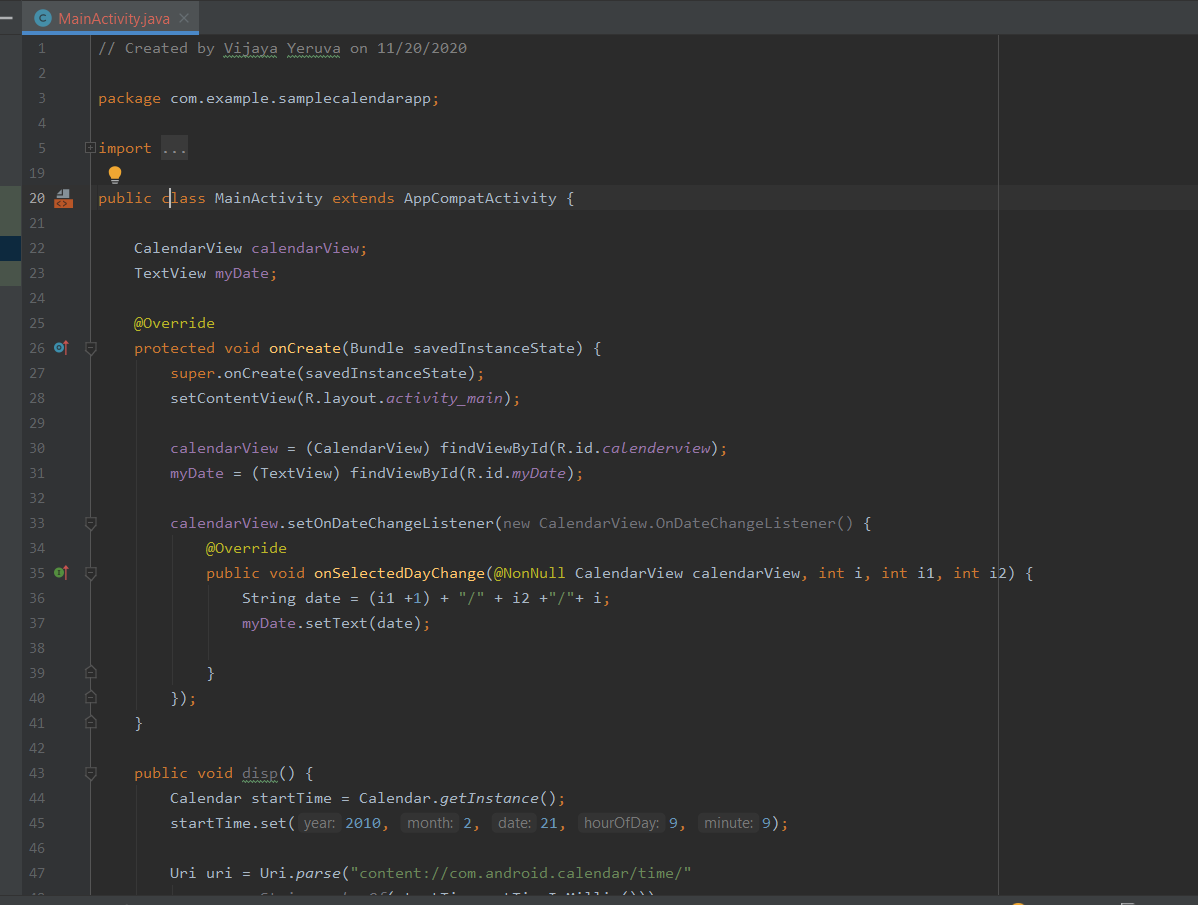 MainActivity.java
1 // Created by Vijaya Yeruva on 11/20/2020
2
3 package com.example.samplecalendarapp;
4
5 import ...
19
20 public class MainActivity extends AppCompatActivity {
21
22 CalendarView calendarView;
23 TextView myDate;
24
25 @Override
26 protected void onCreate(Bundle savedInstanceState) {
27 super.onCreate(savedInstanceState);
28 setContentView(R.layout.activity_main);
29
30 calendarView = (CalendarView) findViewById(R.id.calenderview);
31 myDate = (TextView) findViewById(R.id.myDate);
32
33 calendarView.setOnDateChangeListener(new CalendarView.OnDateChangeListener() {
34 @Override
35 public void onSelectedDayChange(@NonNull CalendarView calendarView, int i, int i1, int i2) {
36 String date = (i1 +1) + "/" + i2 +"/"+ i;
37 myDate.setText(date);
38
39 }
40 });
41 }
42
43 public void disp() {
44 Calendar startTime = Calendar.getInstance();
45 startTime.set( year: 2010, month: 2, date: 21, hourOfDay: 9, minute: 9);
46
47 Uri uri = Uri.parse("content://com.android.calendar/time/"